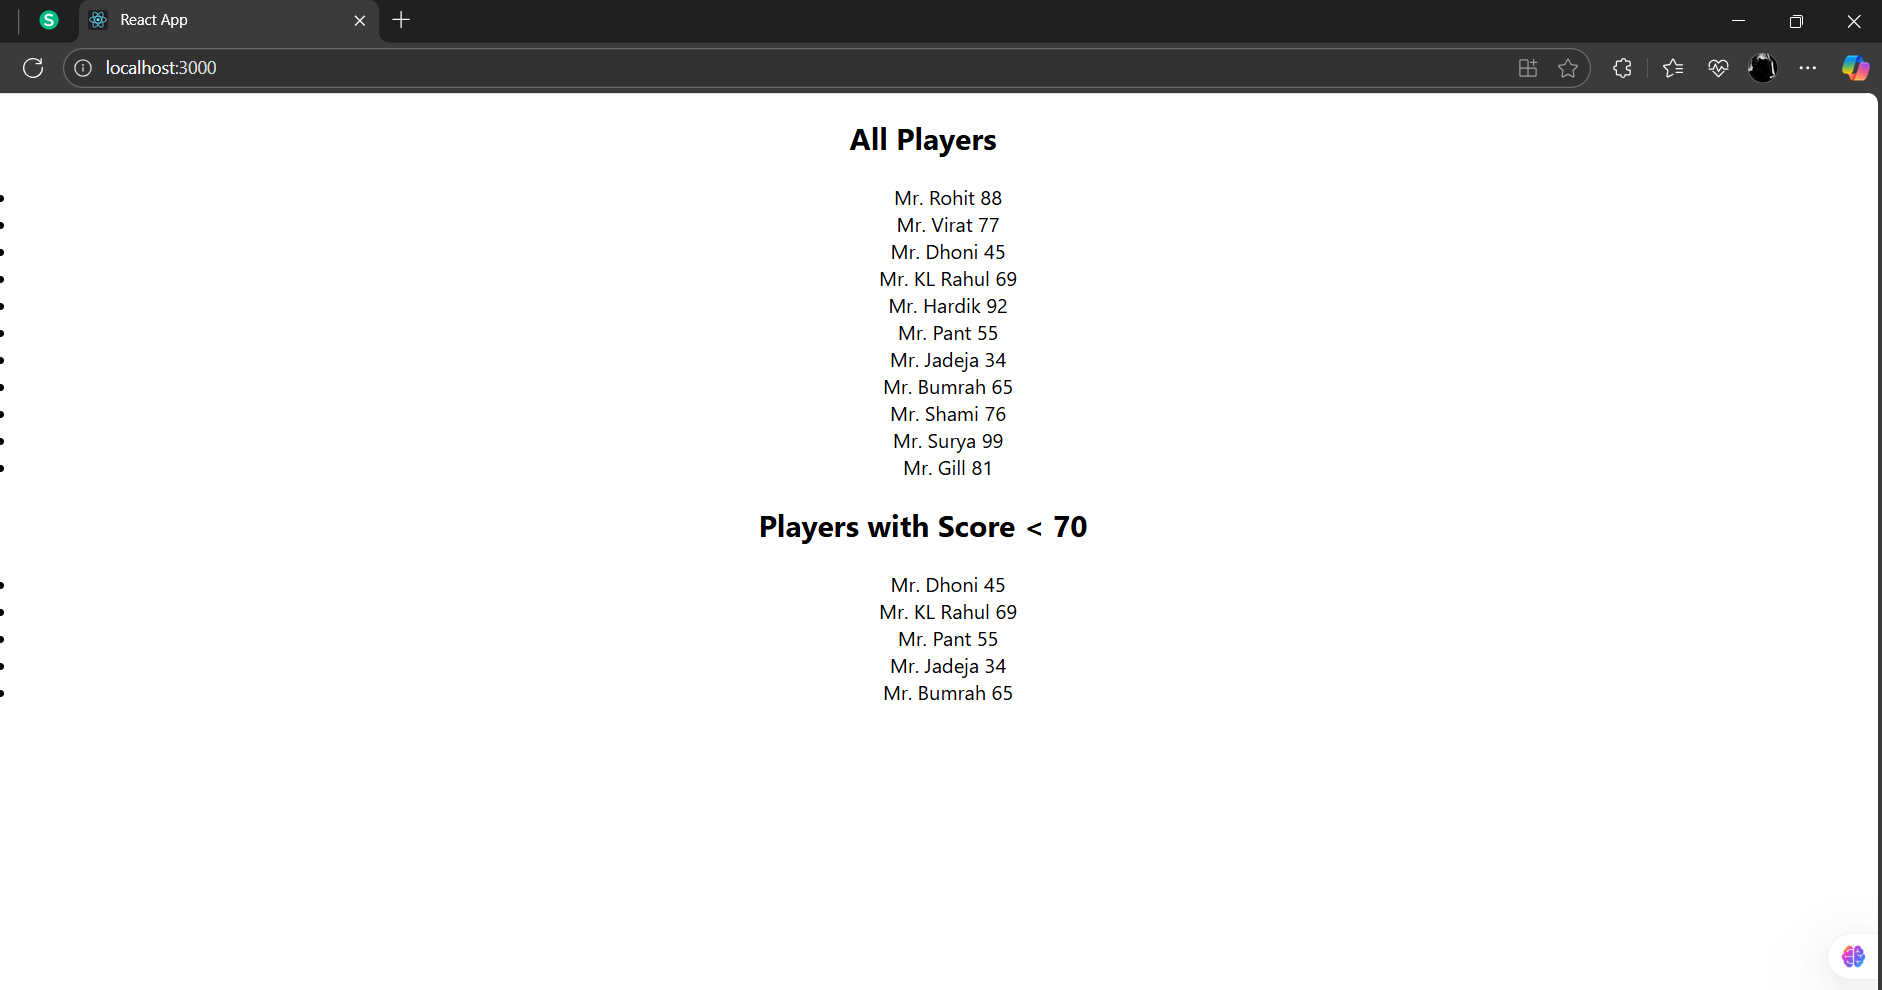 S
React App
localhost:3000
All Players
Mr. Rohit 88
Mr. Virat 77
Mr. Dhoni 45
Mr. KL Rahul 69
Mr. Hardik 92
Mr. Pant 55
Mr. Jadeja 34
Mr. Bumrah 65
Mr. Shami 76
Mr. Surya 99
Mr. Gill 81
Players with Score < 70
Mr. Dhoni 45
Mr. KL Rahul 69
Mr. Pant 55
Mr. Jadeja 34
Mr. Bumrah 65